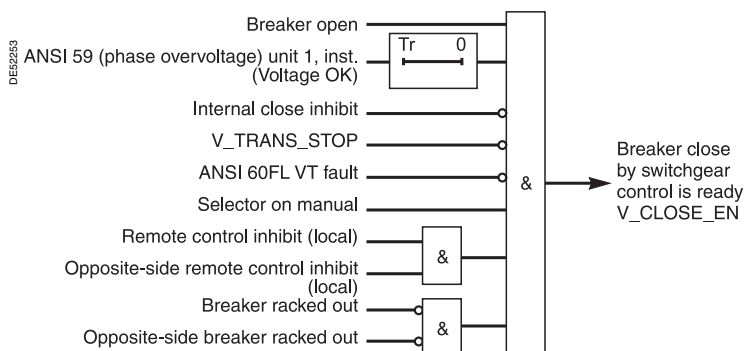 Breaker open
DE52253
ANSI 59 (phase overvoltage) unit 1, inst.
(Voltage OK)
Tr 0
Internal close inhibit
V_TRANS_STOP
ANSI 60FL VT fault
Selector on manual
&
Breaker close
by switchgear
control is ready
V_CLOSE_EN
Remote control inhibit (local)
Opposite-side remote control inhibit
(local)
&
Breaker racked out
Opposite-side breaker racked out
&